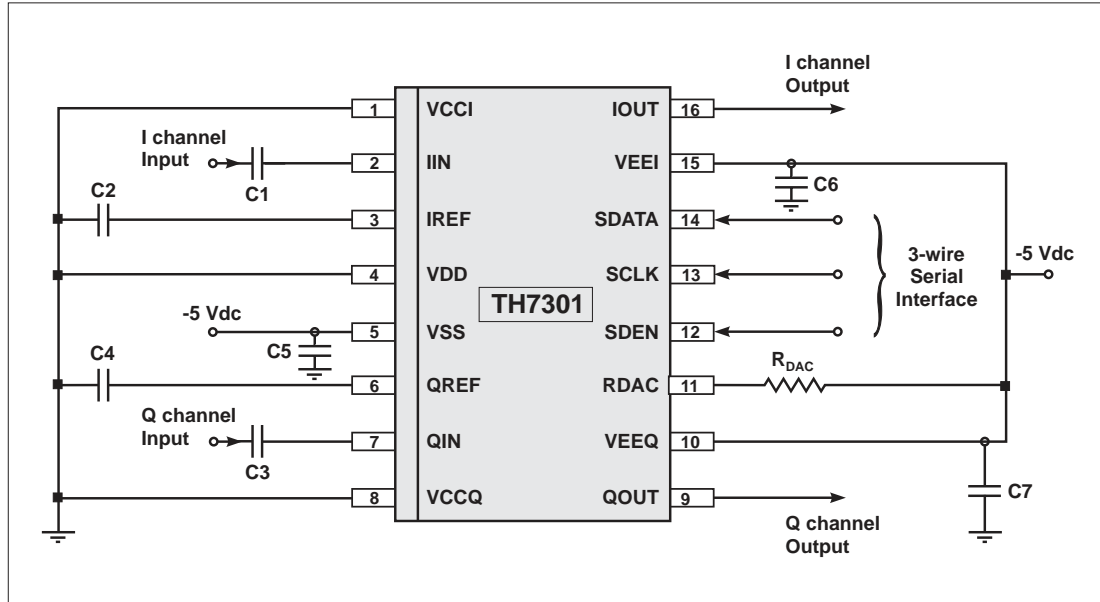 I channel
Output
1 VCCI IOUT 16
I channel
Input
C1
2 IIN VEEI 15
C6
C2
3 IREF SDATA 14
4 VDD SCLK 13
3-wire
Serial
Interface
-5 Vdc
TH7301
-5 Vdc
C5
5 VSS SDEN 12
C4
6 QREF RDAC 11
RDAC
Q channel
Input
C3
7 QIN VEEQ 10
C7
8 VCCQ QOUT 9
Q channel
Output